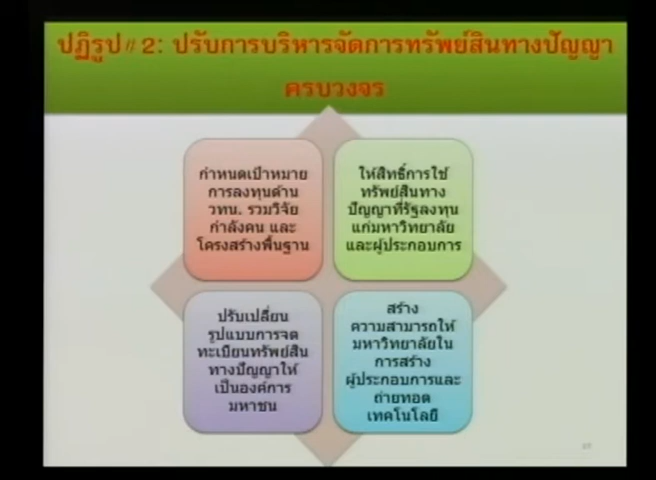 ปฏิรูป # 2: ปรับการบริหารจัดการทรัพย์สินทางปัญญา
ครบวงจร
กำหนดเป้าหมาย
การลงทุนด้าน
วทน. รวมวิจัย
กำลังคน และ
โครงสร้างพื้นฐาน
ให้สิทธิ์การใช้
ทรัพย์สินทาง
ปัญญาที่รัฐลงทุน
แก่มหาวิทยาลัย
และผู้ประกอบการ
ปรับเปลี่ยน
รูปแบบการจด
ทะเบียนทรัพย์สิน
ทางปัญญาให้
เป็นองค์การ
มหาชน
สร้าง
ความสามารถให้
มหาวิทยาลัยใน
การสร้าง
ผู้ประกอบการและ
ถ่ายทอด
เทคโนโลยี